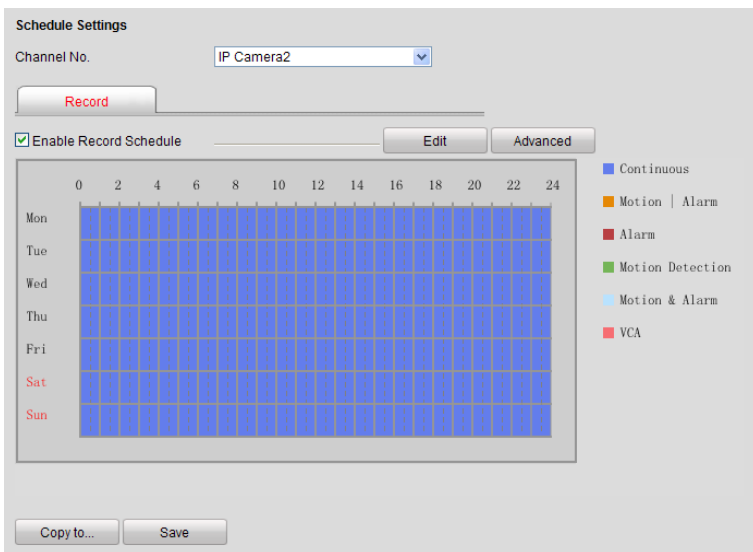 Schedule Settings
Channel No. IP Camera2
Record
Enable Record Schedule Edit Advanced
0 2 4 6 8 10 12 14 16 18 20 22 24
Mon
Tue
Wed
Thu
Fri
Sat
Sun
Continuous
Motion | Alarm
Alarm
Motion Detection
Motion & Alarm
VCA
Copy to... Save